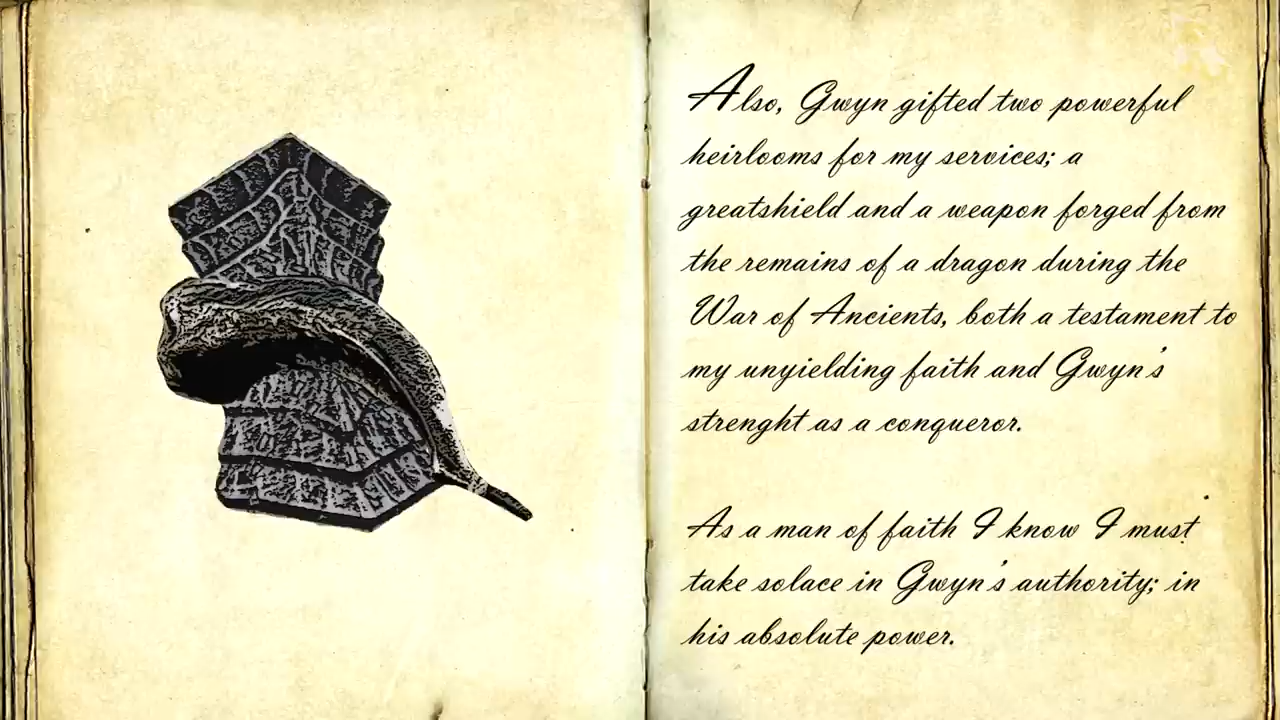 Also, Gwyn gifted two powerful
heirlooms for my services; a
greatshield and a weapon forged from
the remains of a dragon during the
War of Ancients, both a testament to
my unyielding faith and Gwyn's
strenght as a conqueror.
As a man of faith I know I must
take solace in Gwyn's authority; in
his absolute power.